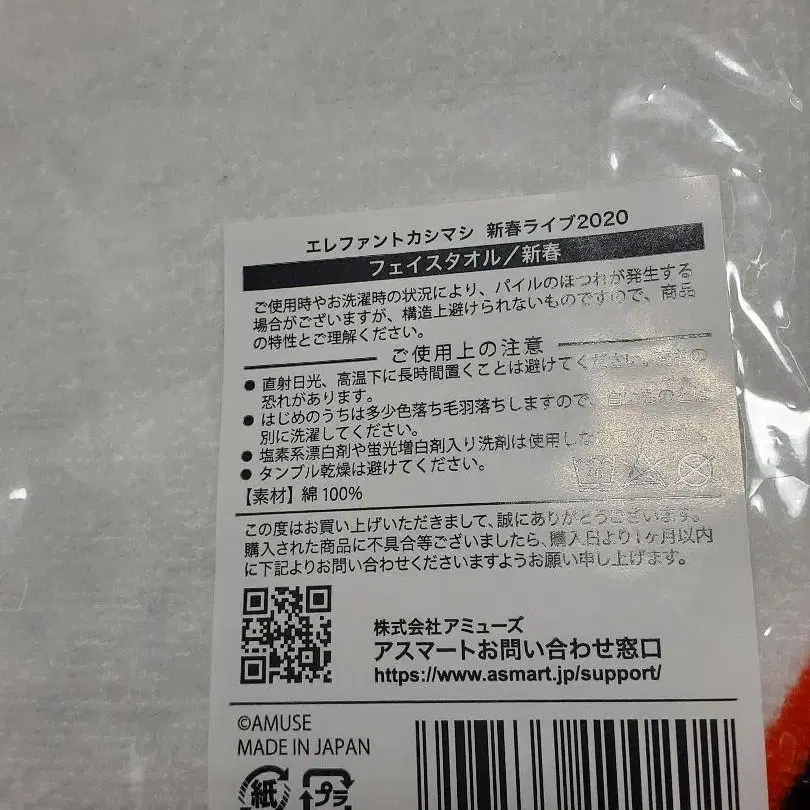 エレファントカシマシ 新春ライブ2020
フェイスタオル/新春
ご使用時やお洗濯時の状況により、パイルのほつれが発生する
場合がございますが、構造上避けられないものですので、商品
の特性とご理解ください。
ご使用上の注意
● 直射日光、高温下に長時間置くことは避けてください。
恐れがあります。
● はじめのうちは多少色落ち毛羽落ちしますので、
別に洗濯してください。
● 塩素系漂白剤や蛍光増白剤入り洗剤は使用しな
● タンブル乾燥は避けてください。
【素材】綿100%
この度はお買い上げいただきまして、誠にありがとうございます。
購入された商品に不具合等ございましたら、購入日より1ヶ月以内
に下記よりお問い合わせくださいますようお願い申し上げます。
株式会社アミューズ
アスマートお問い合わせ窓口
https://www.asmart.jp/support/
©AMUSE
MADE IN JAPAN
紙 プラ